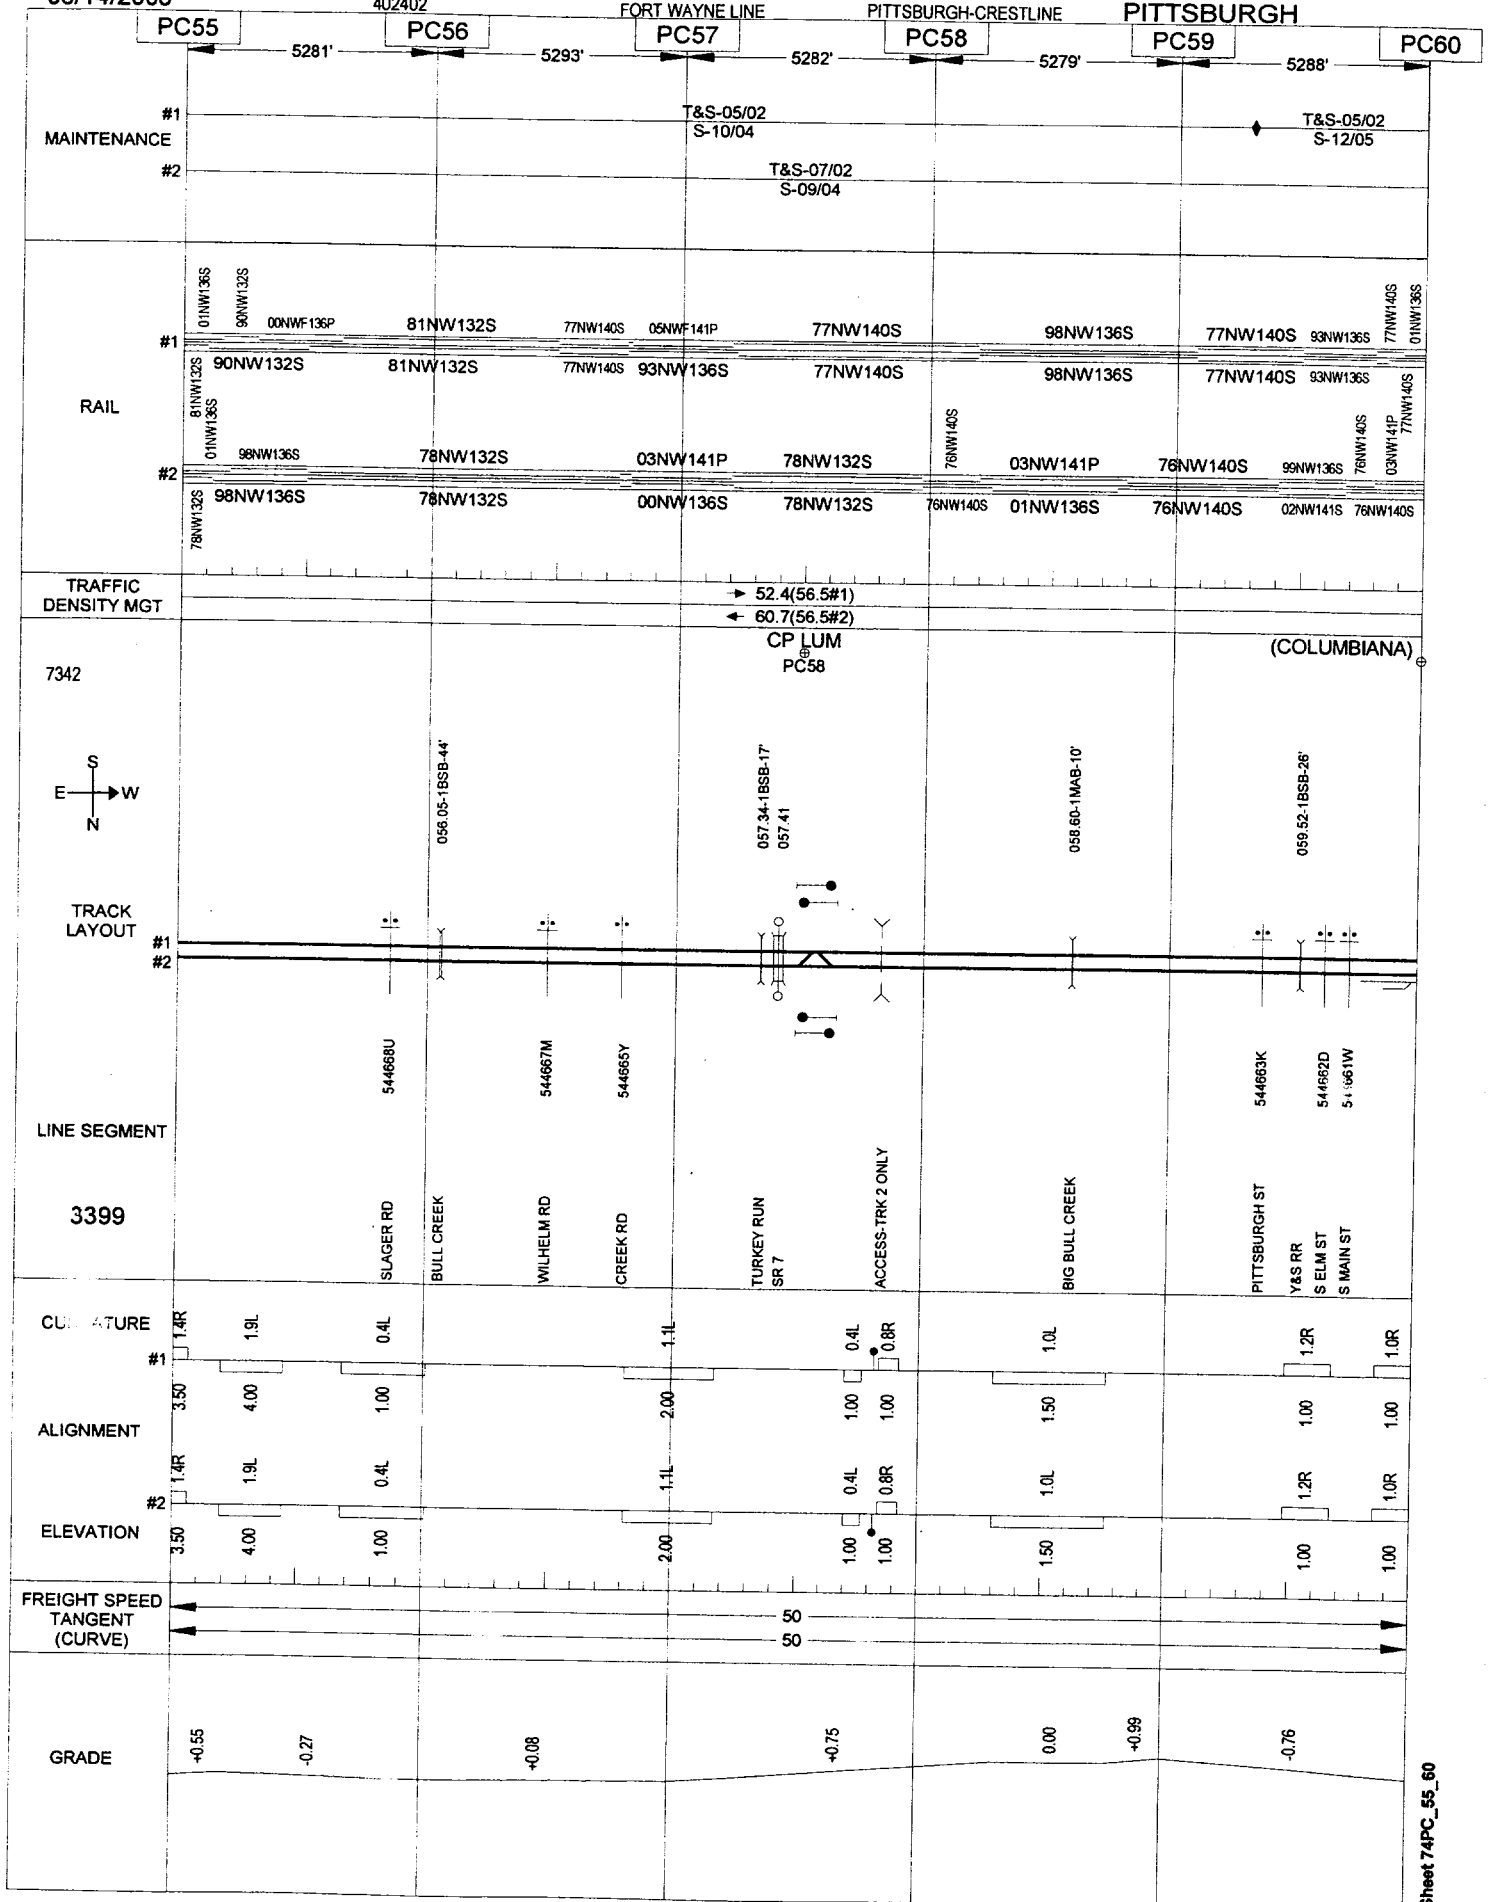 402402 FORT WAYNE LINE PITTSBURGH-CRESTLINE PITTSBURGH
PC55 PC56 PC57 PC58 PC59 PC60
5281' 5293' 5282' 5279' 5288'
MAINTENANCE
#1 T&S-05/02 T&S-05/02
S-10/04 S-12/05
#2 T&S-07/02
S-09/04
RAIL
01NW136S 90NW132S 00NWF136P 81NW132S 77NW140S 05NWF141P 77NW140S 98NW136S 77NW140S 93NW136S 77NW140S 01NW136S
#1
81NW132S 90NW132S 81NW132S 77NW140S 93NW136S 77NW140S 98NW136S 77NW140S 93NW136S 77NW140S
01NW136S 98NW136S 78NW132S 03NW141P 78NW132S 76NW140S 03NW141P 76NW140S 99NW136S 76NW140S 03NW141P
#2
78NW132S 98NW136S 78NW132S 00NW136S 78NW132S 76NW140S 01NW136S 76NW140S 02NW141S 76NW140S
TRAFFIC
DENSITY MGT
52.4(56.5#1)
60.7(56.5#2)
CP LUM
PC58
(COLUMBIANA)
7342
S
E W
N
056.05-1BSB-44' 057.34-1BSB-17' 057.41 058.60-1MAB-10' 059.52-1BSB-26'
TRACK
LAYOUT
#1
#2
544668U 544667M 544665Y 544663K 544662D
LINE SEGMENT
3399
SLAGER RD BULL CREEK WILHELM RD CREEK RD TURKEY RUN SR 7 ACCESS-TRK 2 ONLY BIG BULL CREEK PITTSBURGH ST Y&S RR S ELM ST S MAIN ST
1.4R 1.9L 0.4L 1.1L 0.4L 0.8R 1.0L 1.2R 1.0R
#1
3.50 4.00 1.00 2.00 1.00 1.00 1.50 1.00 1.00
ALIGNMENT
1.4R 1.9L 0.4L 1.1L 0.4L 0.8R 1.0L 1.2R 1.0R
#2
ELEVATION
3.50 4.00 1.00 2.00 1.00 1.00 1.50 1.00 1.00
FREIGHT SPEED
TANGENT
(CURVE)
50
50
GRADE
+0.55 -0.27 +0.08 +0.75 0.00 +0.99 -0.76
Sheet 74PC_55_60